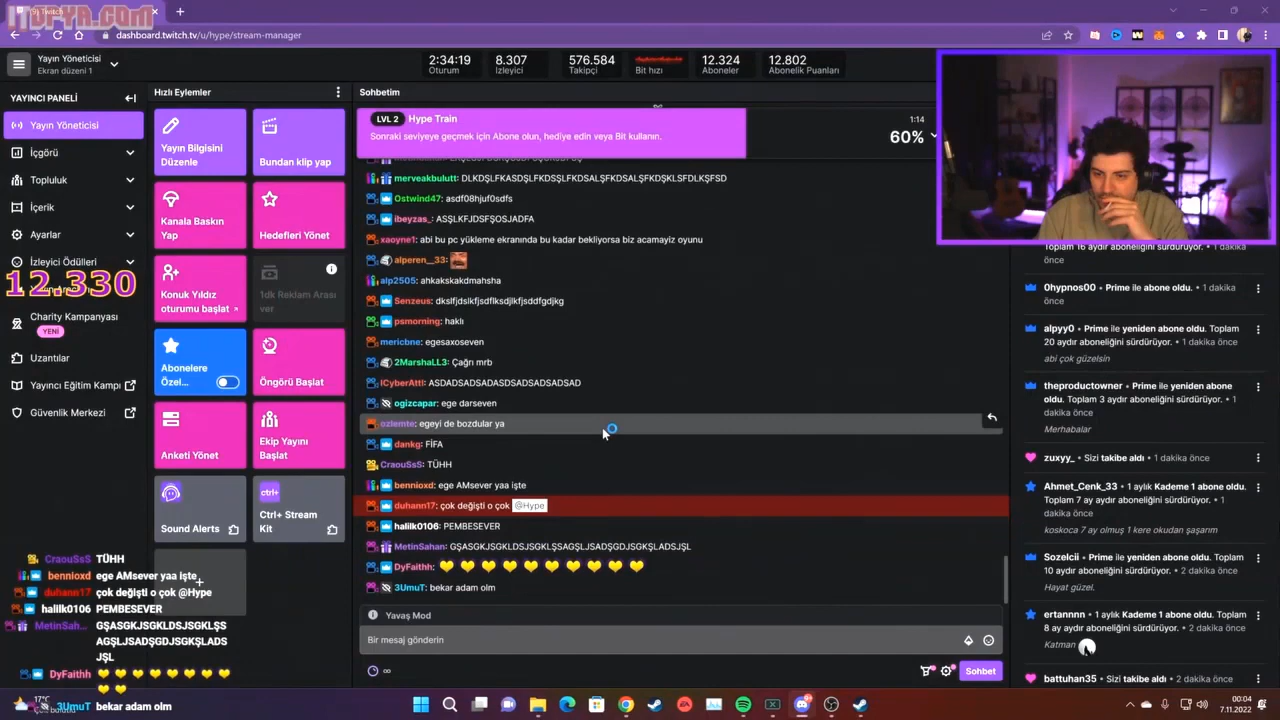 Twitch
dashboard.twitch.tv/u/hype/stream-manager
Yayın Yöneticisi
Ekran düzeni 1
2:34:19
Oturum
8.307
İzleyici
576.584
Takipçi
Bit hızı
12.324
Aboneler
12.802
Abonelik Puanları
YAYINCI PANELİ
Yayın Yöneticisi
İçgörü
Topluluk
İçerik
Ayarlar
İzleyici Ödülleri
12.330
Charity Kampanyası
YENİ
Uzantılar
Yayıncı Eğitim Kampı
Güvenlik Merkezi
Hızlı Eylemler
Yayın Bilgisini
Düzenle
Bundan klip yap
Kanala Baskın
Yap
Hedefleri Yönet
Konuk Yıldız
oturumu başlat
1dk Reklam Arası
ver
Abonelere
Özel...
Öngörü Başlat
Anketi Yönet
Ekip Yayını
Başlat
Sound Alerts
ctrl+
Ctrl+ Stream
Kit
Sohbetim
LVL 2 Hype Train
Sonraki seviyeye geçmek için Abone olun, hediye edin veya Bit kullanın.
1:14
60%
merveakbulutt: DLKDŞLFKASDŞLFKDSŞLFKDSALŞFKDSALŞFKDŞKLSFDLKŞFSD
Ostwind47: asdf08hjuf0sdfs
ibeyzas_: ASŞLKFJDSFŞOSJADFA
xaoyne1: abi bu pc yükleme ekranında bu kadar bekliyorsa biz acamiyiz oyunu
alperen__33:
alp2505: ahkakskakdmahsha
Senzeus: dkslfjdslkfjsdflksdjlkfjsddfgdjkg
psmorning: haklı
mericbne: egesaxoseven
2MarshaLL3: Çağrı mrb
ICyberAttI: ASDADSADSADASDSADSADSADSAD
ogizcapar: ege darseven
ozlemte: egeyi de bozdular ya
dankg: FİFA
CraouSsS: TÜHH
bennioxd: ege AMsever yaa işte
duhann17: çok değişti o çok @Hype
halilk0106: PEMBESEVER
MetinSahan: GŞASGKJSGKLDSJSGKLŞSAGŞLJSADŞGDJSGKŞLADSJŞL
DyFaithh: 💛 💛 💛 💛 💛 💛 💛 💛 💛 💛
3UmuT: bekar adam olm
Yavaş Mod
Bir mesaj gönderin
Sohbet
Toplam 16 aydır aboneliğini sürdürüyor. • 1 dakika
önce
0hypnos00 • Prime ile abone oldu. • 1 dakika
önce
alpyy0 • Prime ile yeniden abone oldu. Toplam
20 aydır aboneliğini sürdürüyor. • 1 dakika önce
abi çok güzelsin
theproductowner • Prime ile yeniden abone
oldu. Toplam 3 aydır aboneliğini sürdürüyor. • 1
dakika önce
Merhabalar
zuxyy_ • Sizi takibe aldı • 1 dakika önce
Ahmet_Cenk_33 • 1 aylık Kademe 1 abone oldu.
Toplam 7 ay aydır aboneliğini sürdürüyor. • 1
dakika önce
koskoca 7 ay olmuş 1 kere okudan şaşarım
Sozelcii • Prime ile yeniden abone oldu. Toplam
10 aydır aboneliğini sürdürüyor. • 2 dakika önce
Hayat güzel.
ertannnn • 1 aylık Kademe 1 abone oldu. Toplam
8 ay aydır aboneliğini sürdürüyor. • 2 dakika önce
Katman
battuhan35 • Sizi takibe aldı • 2 dakika önce
CraouSsS TÜHH
bennioxd ege AMsever yaa işte
duhann17 çok değişti o çok @Hype
halilk0106 PEMBESEVER
MetinSah... GŞASGKJSGKLDSJSGKLŞS
AGŞLJSADŞGDJSGKŞLADS
JŞL
DyFaithh 💛 💛 💛 💛 💛 💛 💛
💛 💛
3UmuT bekar adam olm
17°C
00:04
7.11.2022